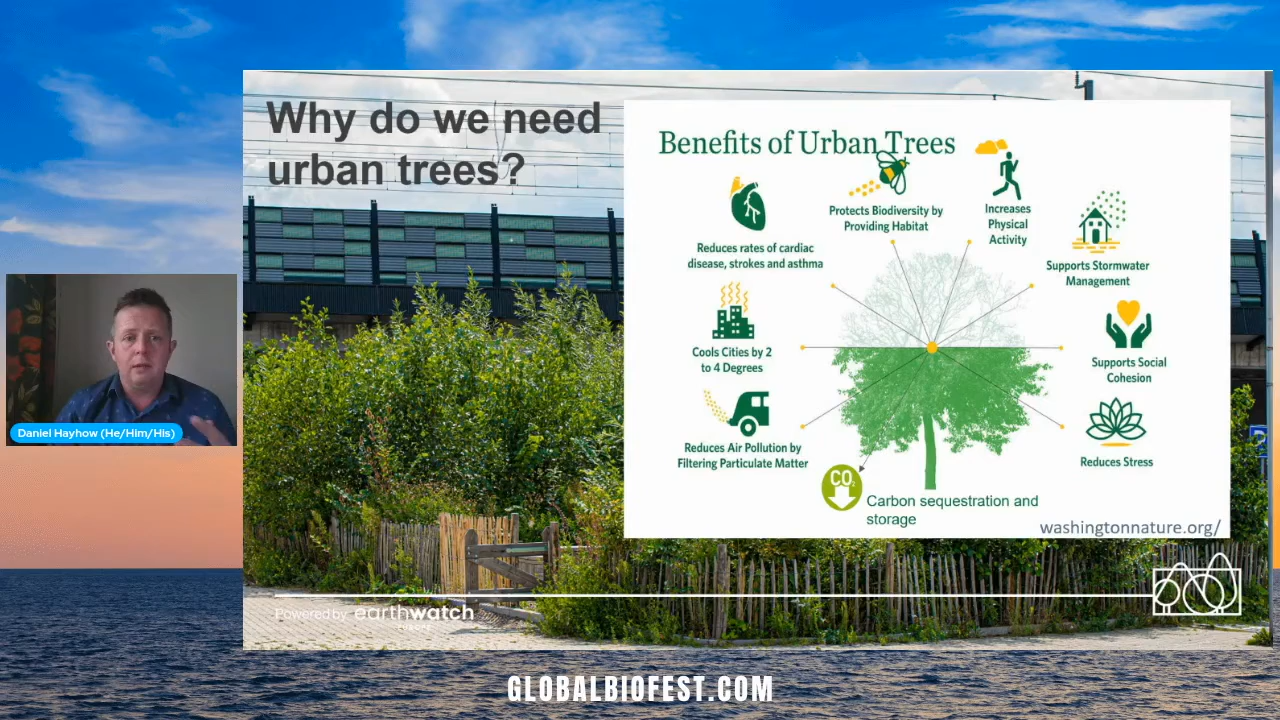 Why do we need
urban trees?
Benefits of Urban Trees
Reduces rates of cardiac
disease, strokes and asthma
Protects Biodiversity by
Providing Habitat
Increases
Physical
Activity
Supports Stormwater
Management
Cools Cities by 2
to 4 Degrees
Supports Social
Cohesion
Reduces Air Pollution by
Filtering Particulate Matter
Reduces Stress
CO₂
Carbon sequestration and
storage
washingtonnature.org/
Daniel Hayhow (He/Him/His)
Powered by earthwatch
GLOBALBIOFEST.COM